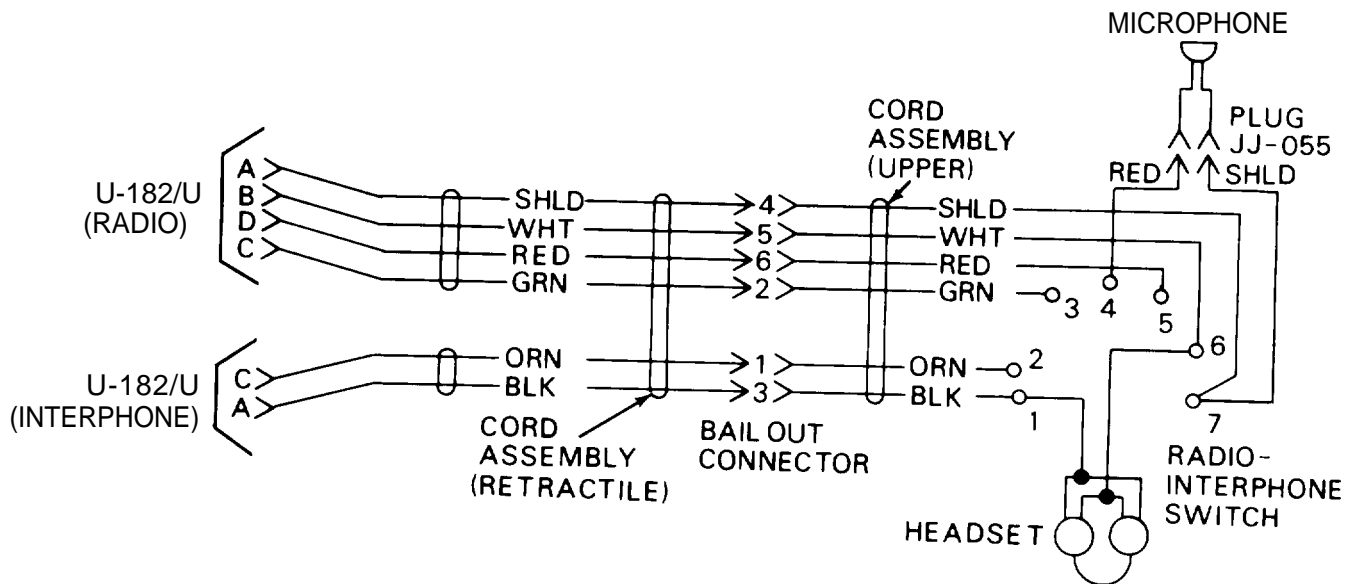 MICROPHONE
PLUG
JJ-055
RED
SHLD
CORD
ASSEMBLY
(UPPER)
U-182/U
(RADIO)
A
B
D
C
SHLD
WHT
RED
GRN
4
5
6
2
SHLD
WHT
RED
GRN
3
4
5
6
7
U-182/U
(INTERPHONE)
C
A
ORN
BLK
1
3
ORN
BLK
2
1
CORD
ASSEMBLY
(RETRACTILE)
BAIL OUT
CONNECTOR
RADIO-
INTERPHONE
SWITCH
HEADSET